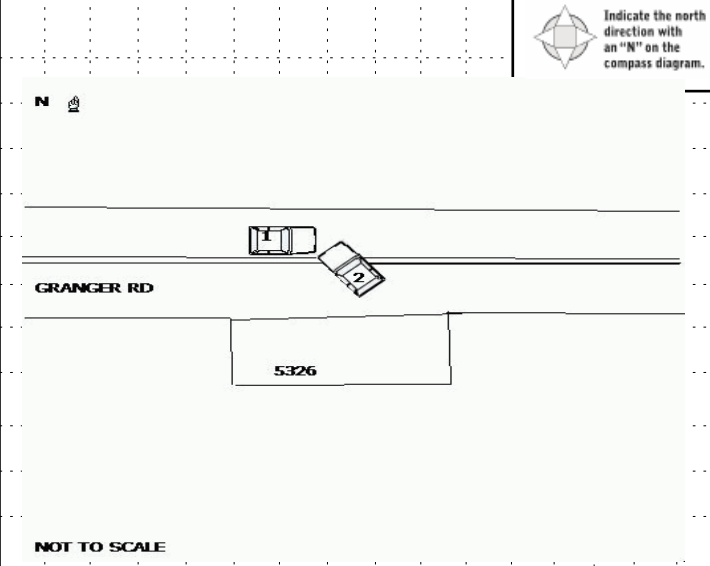 Indicate the north
direction with
an "N" on the
compass diagram.
N
1
2
GRANGER RD
5326
NOT TO SCALE